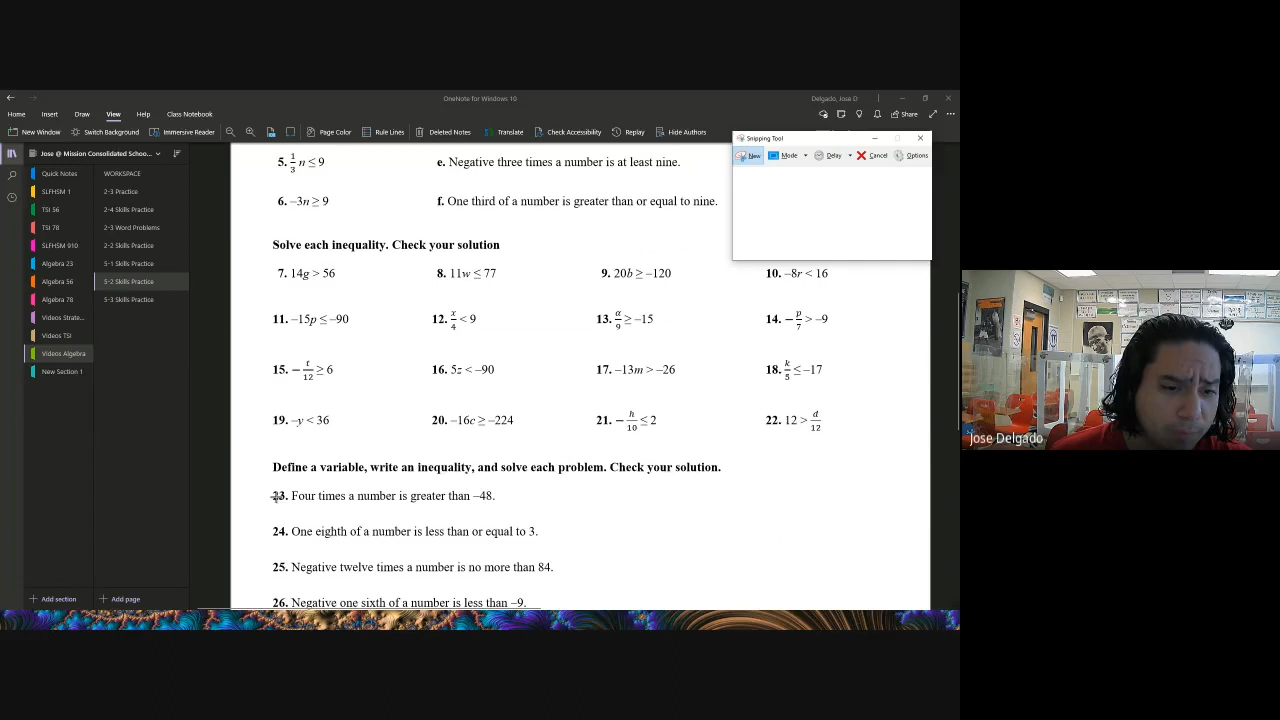 OneNote for Windows 10
Delgado, Jose D
Home Insert Draw View Help Class Notebook
Share
New Window Switch Background Immersive Reader Page Color Rule Lines Deleted Notes Translate Check Accessibility Replay Hide Authors
Snipping Tool
New Mode Delay Cancel Options
Jose @ Mission Consolidated Schoo...
Quick Notes
SLFHSM 1
TSI 56
TSI 78
SLFHSM 910
Algebra 23
Algebra 56
Algebra 78
Videos Strate...
Videos TSI
Videos Algebra
New Section 1
Add section
WORKSPACE
2-3 Practice
2-4 Skills Practice
2-3 Word Problems
2-2 Skills Practice
5-1 Skills Practice
5-2 Skills Practice
5-3 Skills Practice
Add page
5. 1/3 n ≤ 9 e. Negative three times a number is at least nine.
6. –3n ≥ 9 f. One third of a number is greater than or equal to nine.
Solve each inequality. Check your solution
7. 14g > 56 8. 11w ≤ 77 9. 20b ≥ –120 10. –8r < 16
11. –15p ≤ –90 12. x/4 < 9 13. a/9 ≥ –15 14. – p/7 > –9
15. – t/12 ≥ 6 16. 5z < –90 17. –13m > –26 18. k/5 ≤ –17
19. –y < 36 20. –16c ≥ –224 21. – h/10 ≤ 2 22. 12 > d/12
Define a variable, write an inequality, and solve each problem. Check your solution.
23. Four times a number is greater than –48.
24. One eighth of a number is less than or equal to 3.
25. Negative twelve times a number is no more than 84.
26. Negative one sixth of a number is less than –9.
Jose Delgado